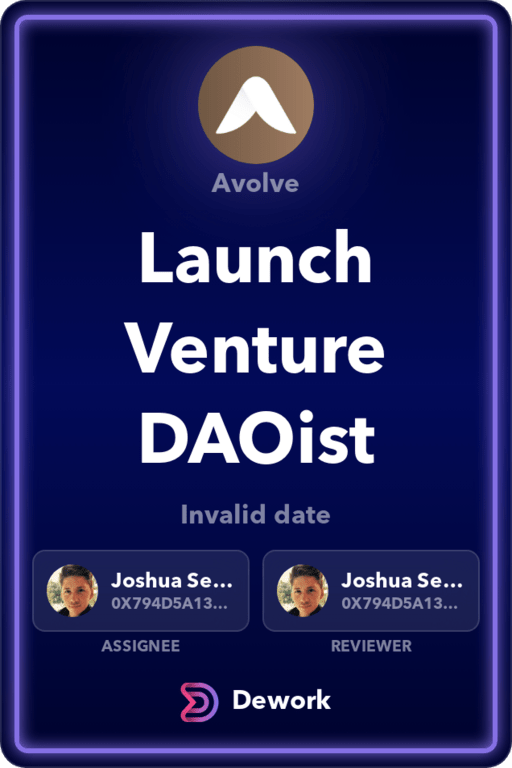 Avolve
Launch
Venture
DAOist
Invalid date
Joshua Se...
0X794D5A13...
ASSIGNEE
Joshua Se...
0X794D5A13...
REVIEWER
Dework